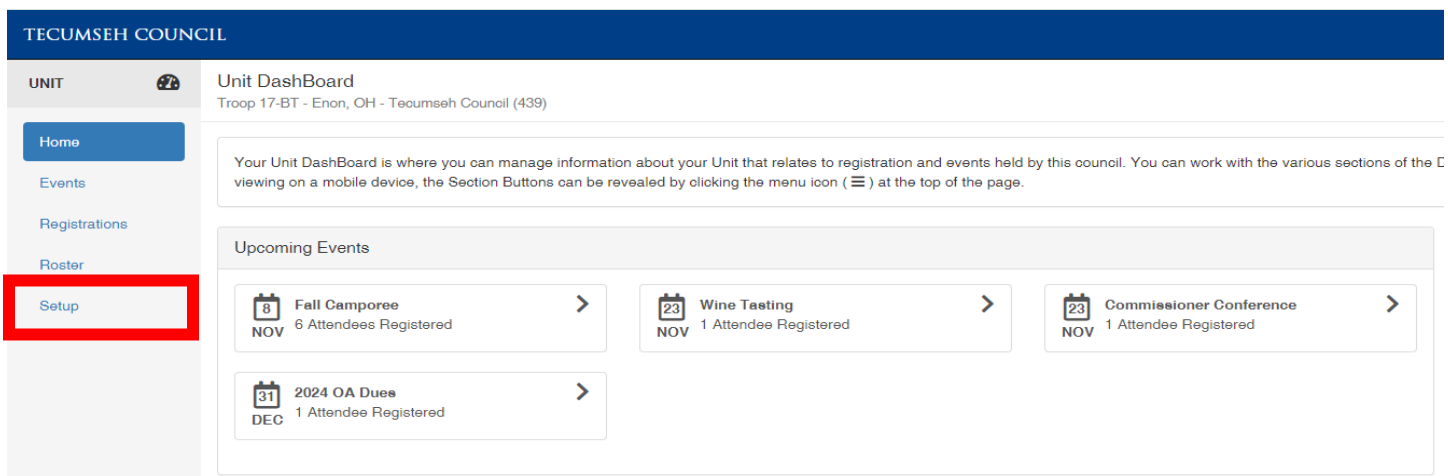 TECUMSEH COUNCIL
UNIT
Unit DashBoard
Troop 17-BT - Enon, OH - Tecumseh Council (439)
Home
Events
Registrations
Roster
Setup
Your Unit DashBoard is where you can manage information about your Unit that relates to registration and events held by this council. You can work with the various sections of the D
viewing on a mobile device, the Section Buttons can be revealed by clicking the menu icon ( ☰ ) at the top of the page.
Upcoming Events
8 NOV
Fall Camporee
6 Attendees Registered
23 NOV
Wine Tasting
1 Attendee Registered
23 NOV
Commissioner Conference
1 Attendee Registered
31 DEC
2024 OA Dues
1 Attendee Registered